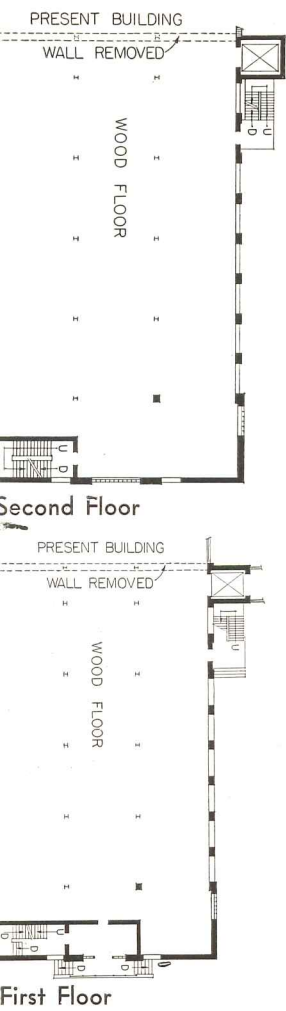 PRESENT BUILDING
WALL REMOVED
WOOD FLOOR
U
D
U
D
Second Floor
PRESENT BUILDING
WALL REMOVED
WOOD FLOOR
U
U
D
D
D
D
First Floor